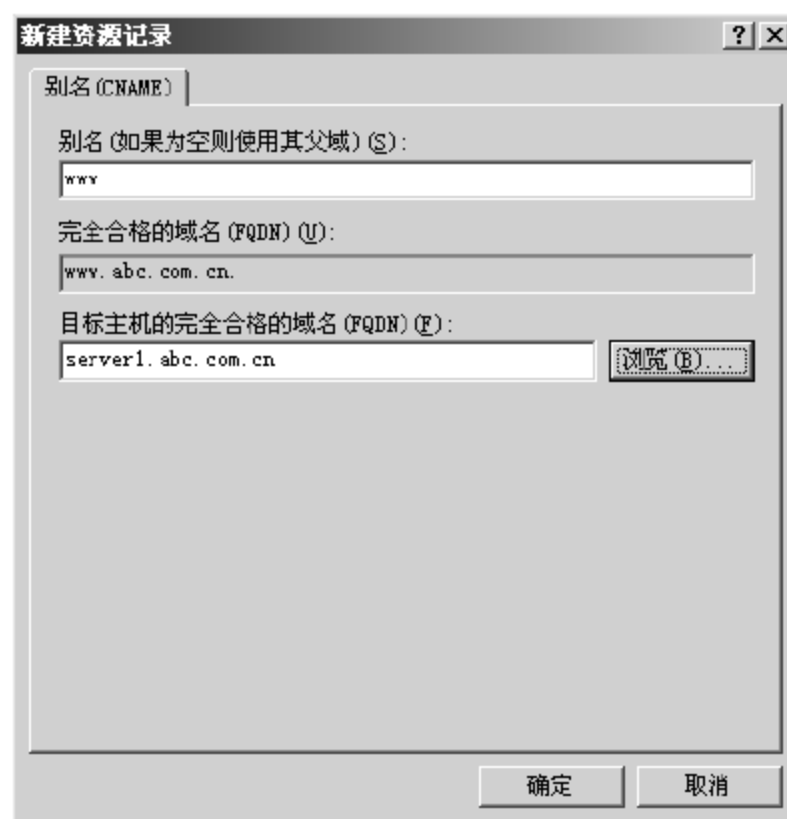 新建资源记录
别名(CNAME)
别名(如果为空则使用其父域)(S):
www
完全合格的域名(FQDN)(U):
www.abc.com.cn.
目标主机的完全合格的域名(FQDN)(F):
server1.abc.com.cn
浏览(B)...
确定
取消